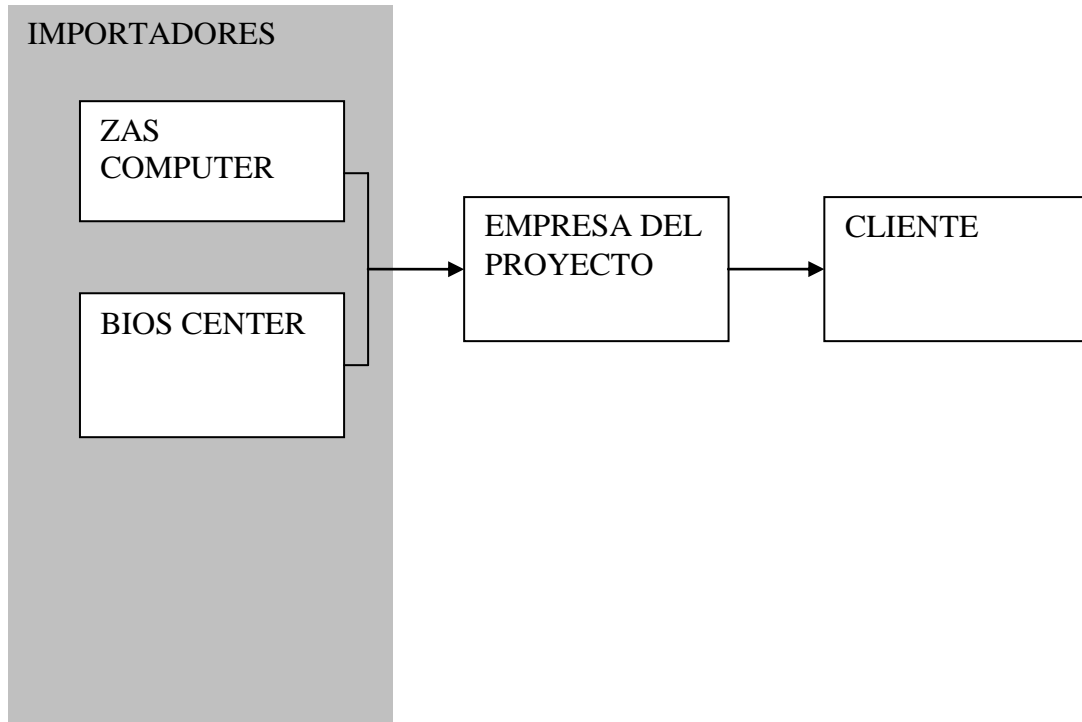 IMPORTADORES
ZAS
COMPUTER
BIOS CENTER
EMPRESA DEL
PROYECTO
CLIENTE